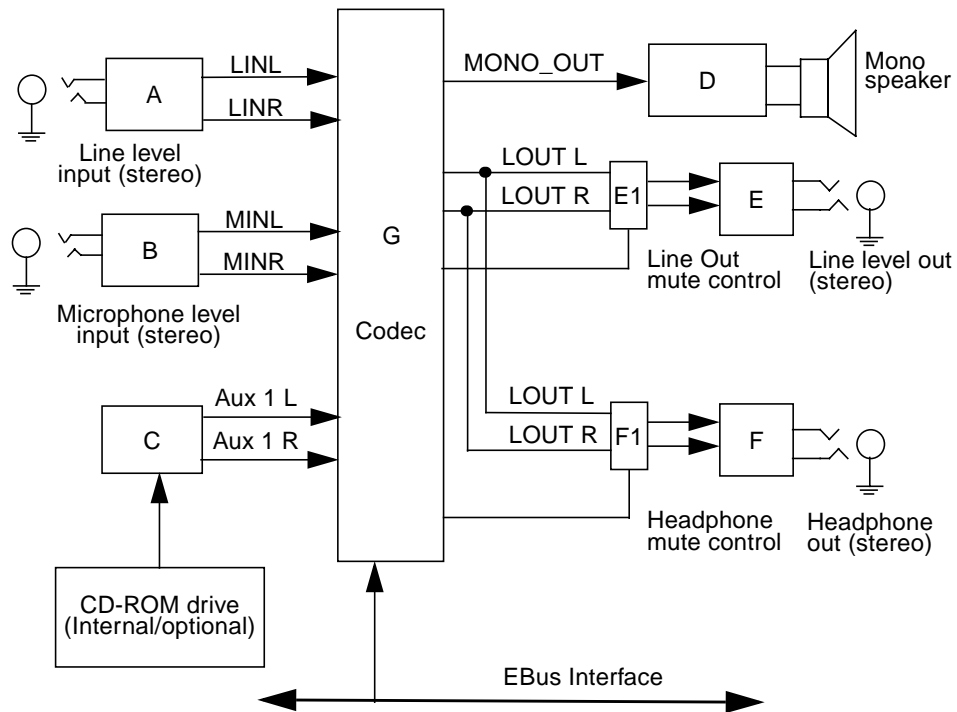 A
LINL
LINR
Line level
input (stereo)
B
MINL
MINR
Microphone level
input (stereo)
C
Aux 1 L
Aux 1 R
CD-ROM drive
(Internal/optional)
G
Codec
MONO_OUT
D
Mono
speaker
LOUT L
LOUT R
E1
E
Line Out
mute control
Line level out
(stereo)
LOUT L
LOUT R
F1
F
Headphone
mute control
Headphone
out (stereo)
EBus Interface